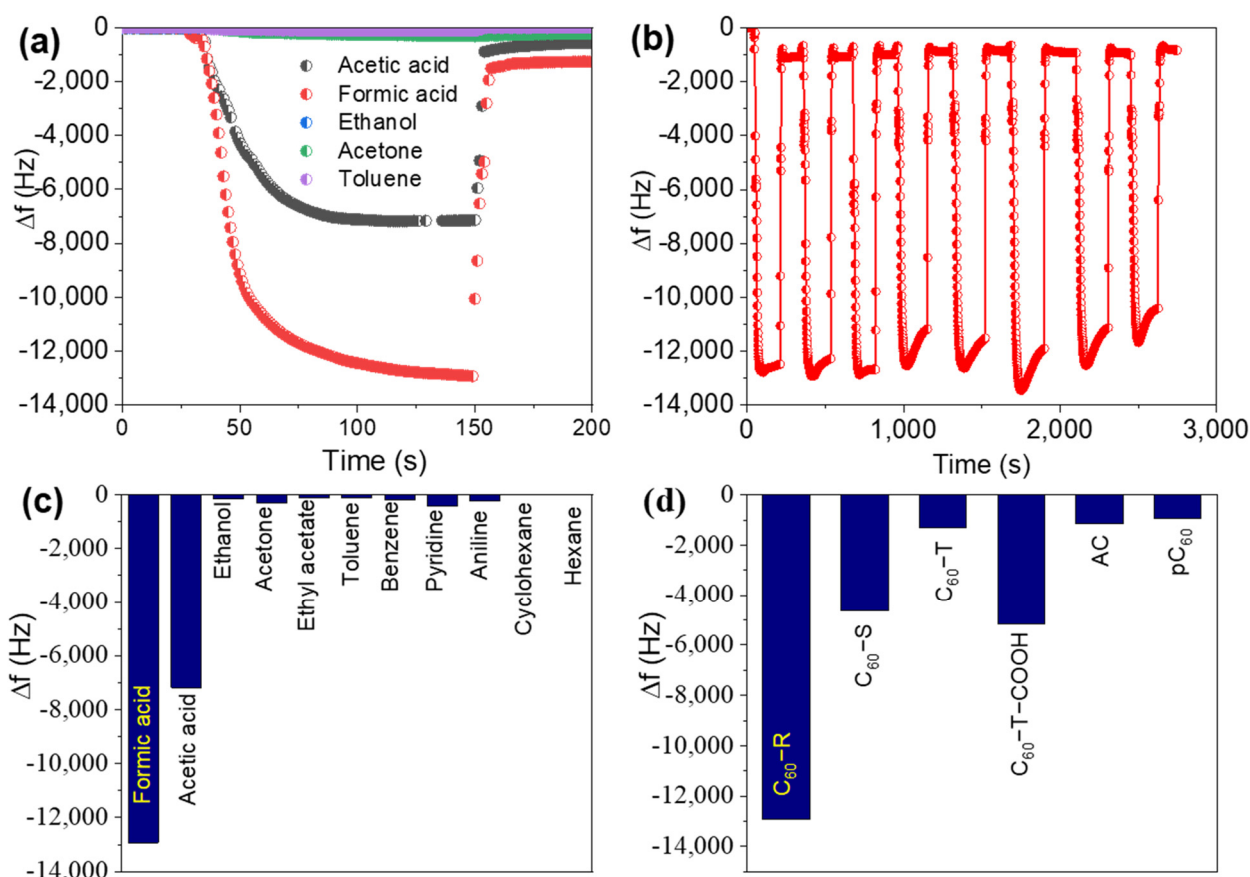 (a)
0
-2,000
-4,000
-6,000
-8,000
-10,000
-12,000
-14,000
Δf (Hz)
Acetic acid
Formic acid
Ethanol
Acetone
Toluene
0 50 100 150 200
Time (s)
(b)
0
-2,000
-4,000
-6,000
-8,000
-10,000
-12,000
-14,000
Δf (Hz)
0 1,000 2,000 3,000
Time (s)
(c)
0
-2,000
-4,000
-6,000
-8,000
-10,000
-12,000
-14,000
Δf (Hz)
Formic acid
Acetic acid
Ethanol
Acetone
Ethyl acetate
Toluene
Benzene
Pyridine
Aniline
Cyclohexane
Hexane
(d)
0
-2,000
-4,000
-6,000
-8,000
-10,000
-12,000
-14,000
Δf (Hz)
C₆₀−R
C₆₀−S
C₆₀−T
C₆₀−T−COOH
AC
pC₆₀